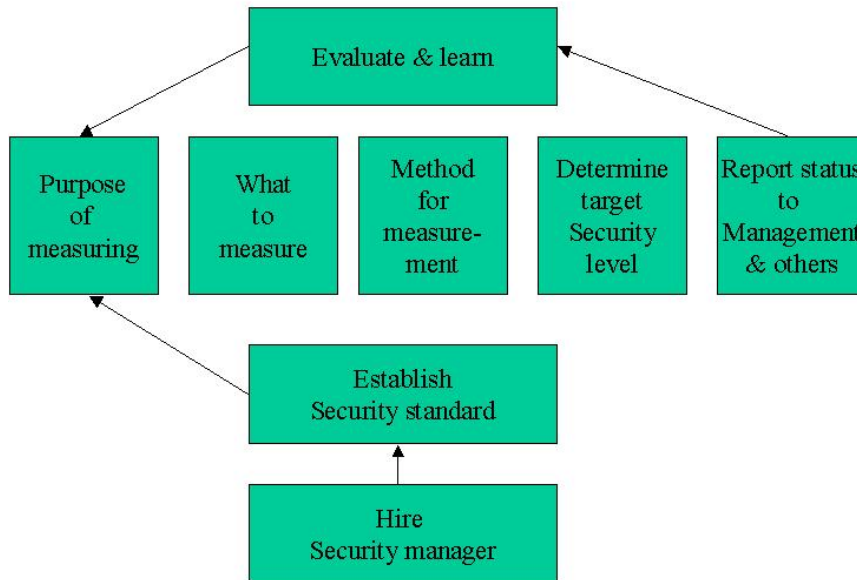 Evaluate & learn
Purpose
of
measuring
What
to
measure
Method
for
measure-
ment
Determine
target
Security
level
Report status
to
Management
& others
Establish
Security standard
Hire
Security manager